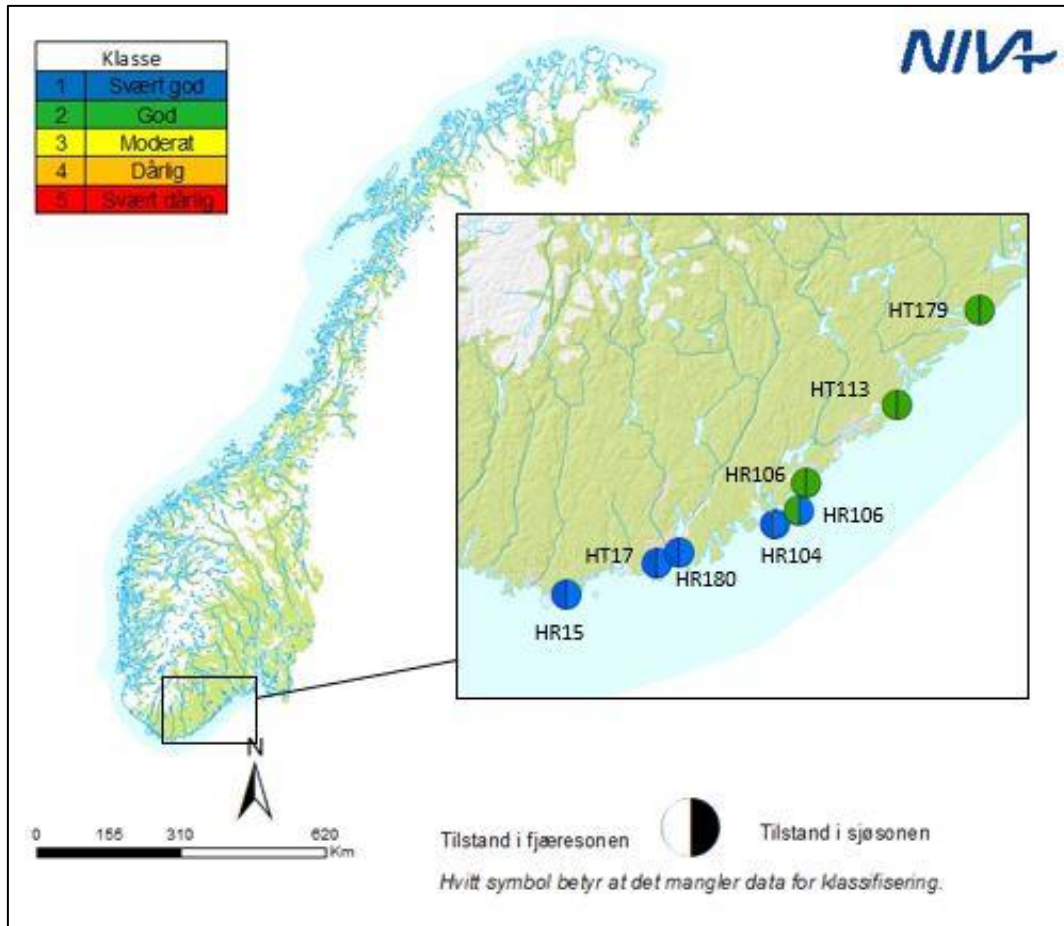 Klasse
1 Svært god
2 God
3 Moderat
4 Dårlig
5 Svært dårlig
NIVA
HT179
HT113
HR106
HR106
HR104
HT17
HR180
HR15
N
0 155 310 620
Km
Tilstand i fjæresonen
Tilstand i sjøsonen
Hvitt symbol betyr at det mangler data for klassifisering.